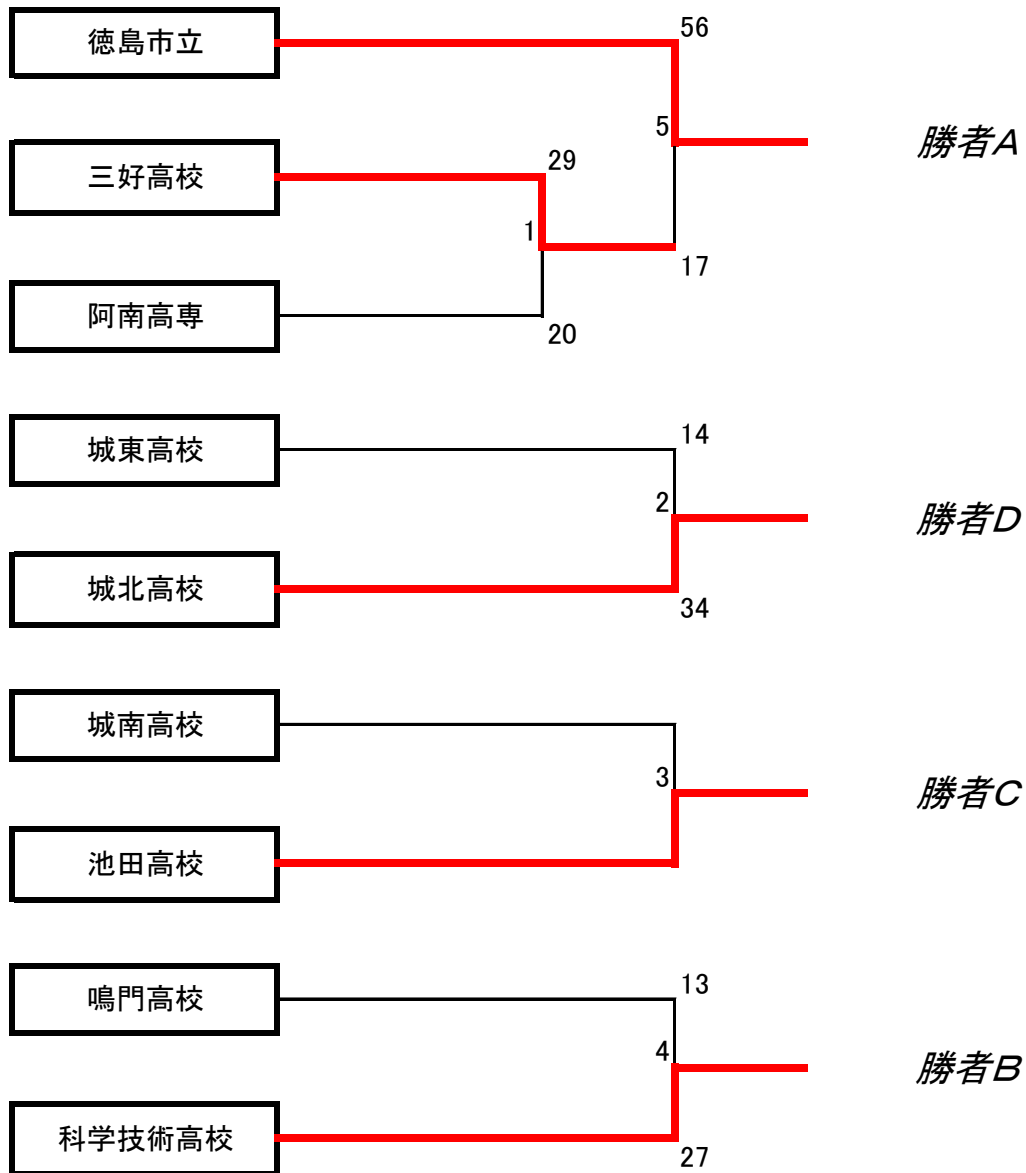 徳島市立
56
5
勝者A
三好高校
29
1
17
阿南高専
20
城東高校
14
2
勝者D
城北高校
34
城南高校
3
勝者C
池田高校
鳴門高校
13
4
勝者B
科学技術高校
27